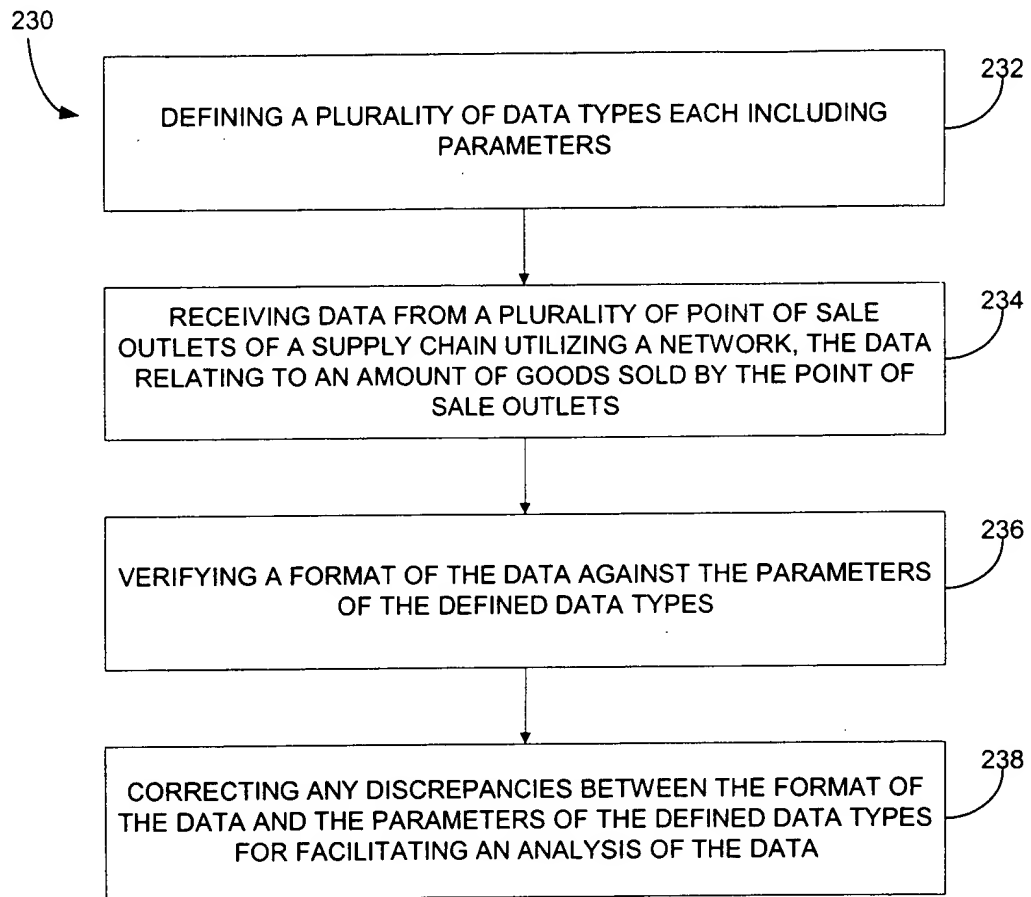 230
232
DEFINING A PLURALITY OF DATA TYPES EACH INCLUDING
PARAMETERS
234
RECEIVING DATA FROM A PLURALITY OF POINT OF SALE
OUTLETS OF A SUPPLY CHAIN UTILIZING A NETWORK, THE DATA
RELATING TO AN AMOUNT OF GOODS SOLD BY THE POINT OF
SALE OUTLETS
236
VERIFYING A FORMAT OF THE DATA AGAINST THE PARAMETERS
OF THE DEFINED DATA TYPES
238
CORRECTING ANY DISCREPANCIES BETWEEN THE FORMAT OF
THE DATA AND THE PARAMETERS OF THE DEFINED DATA TYPES
FOR FACILITATING AN ANALYSIS OF THE DATA